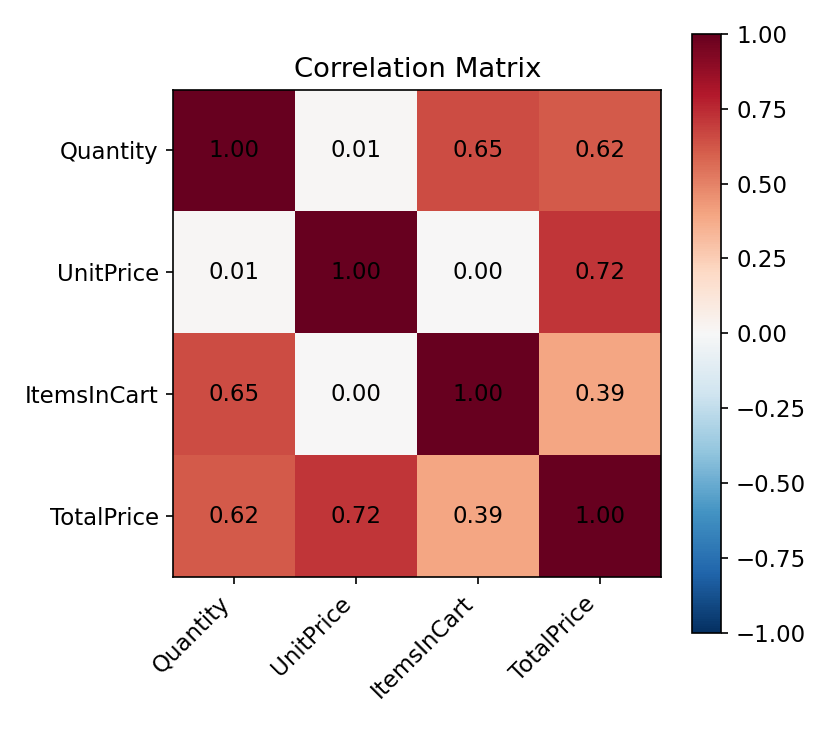 Correlation Matrix
Quantity 1.00 0.01 0.65 0.62
UnitPrice 0.01 1.00 0.00 0.72
ItemsInCart 0.65 0.00 1.00 0.39
TotalPrice 0.62 0.72 0.39 1.00
Quantity UnitPrice ItemsInCart TotalPrice
1.00
0.75
0.50
0.25
0.00
−0.25
−0.50
−0.75
−1.00